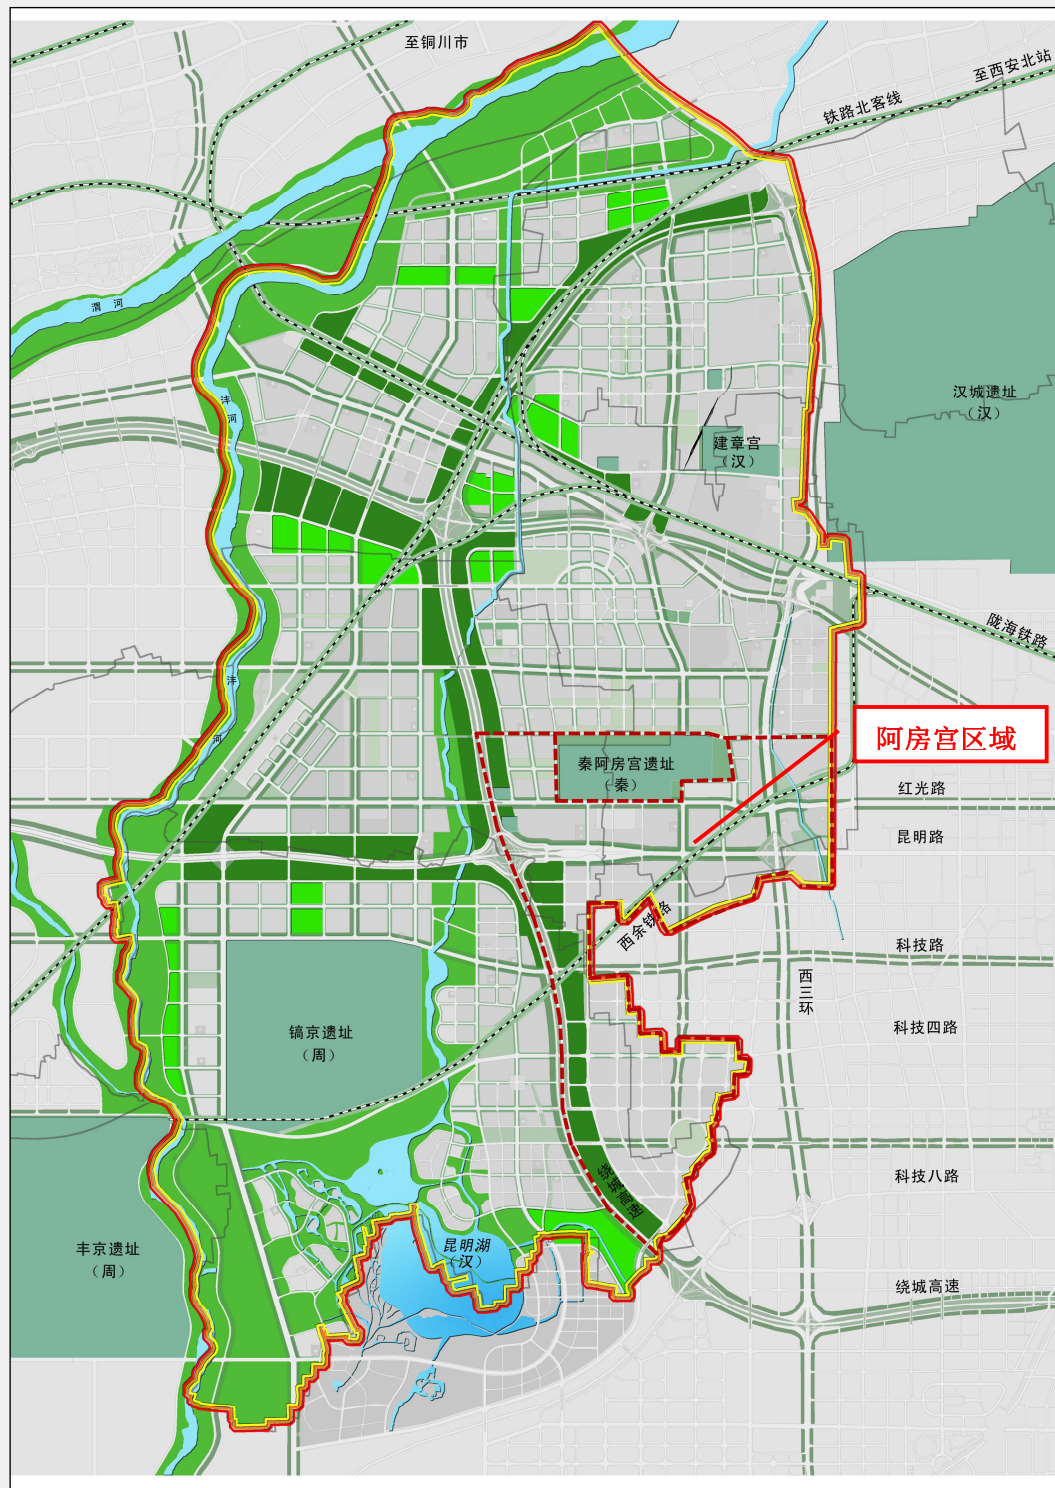 至铜川市
至西安北站
铁路北客线
渭河
沣
河
汉城遗址
（汉）
建章宫
（汉）
陇海铁路
沣
河
阿房宫区域
秦阿房宫遗址
（秦）
红光路
昆明路
西余铁路
科技路
西三环
镐京遗址
（周）
科技四路
科技八路
绕城高速
丰京遗址
（周）
昆明湖
（汉）
绕城高速